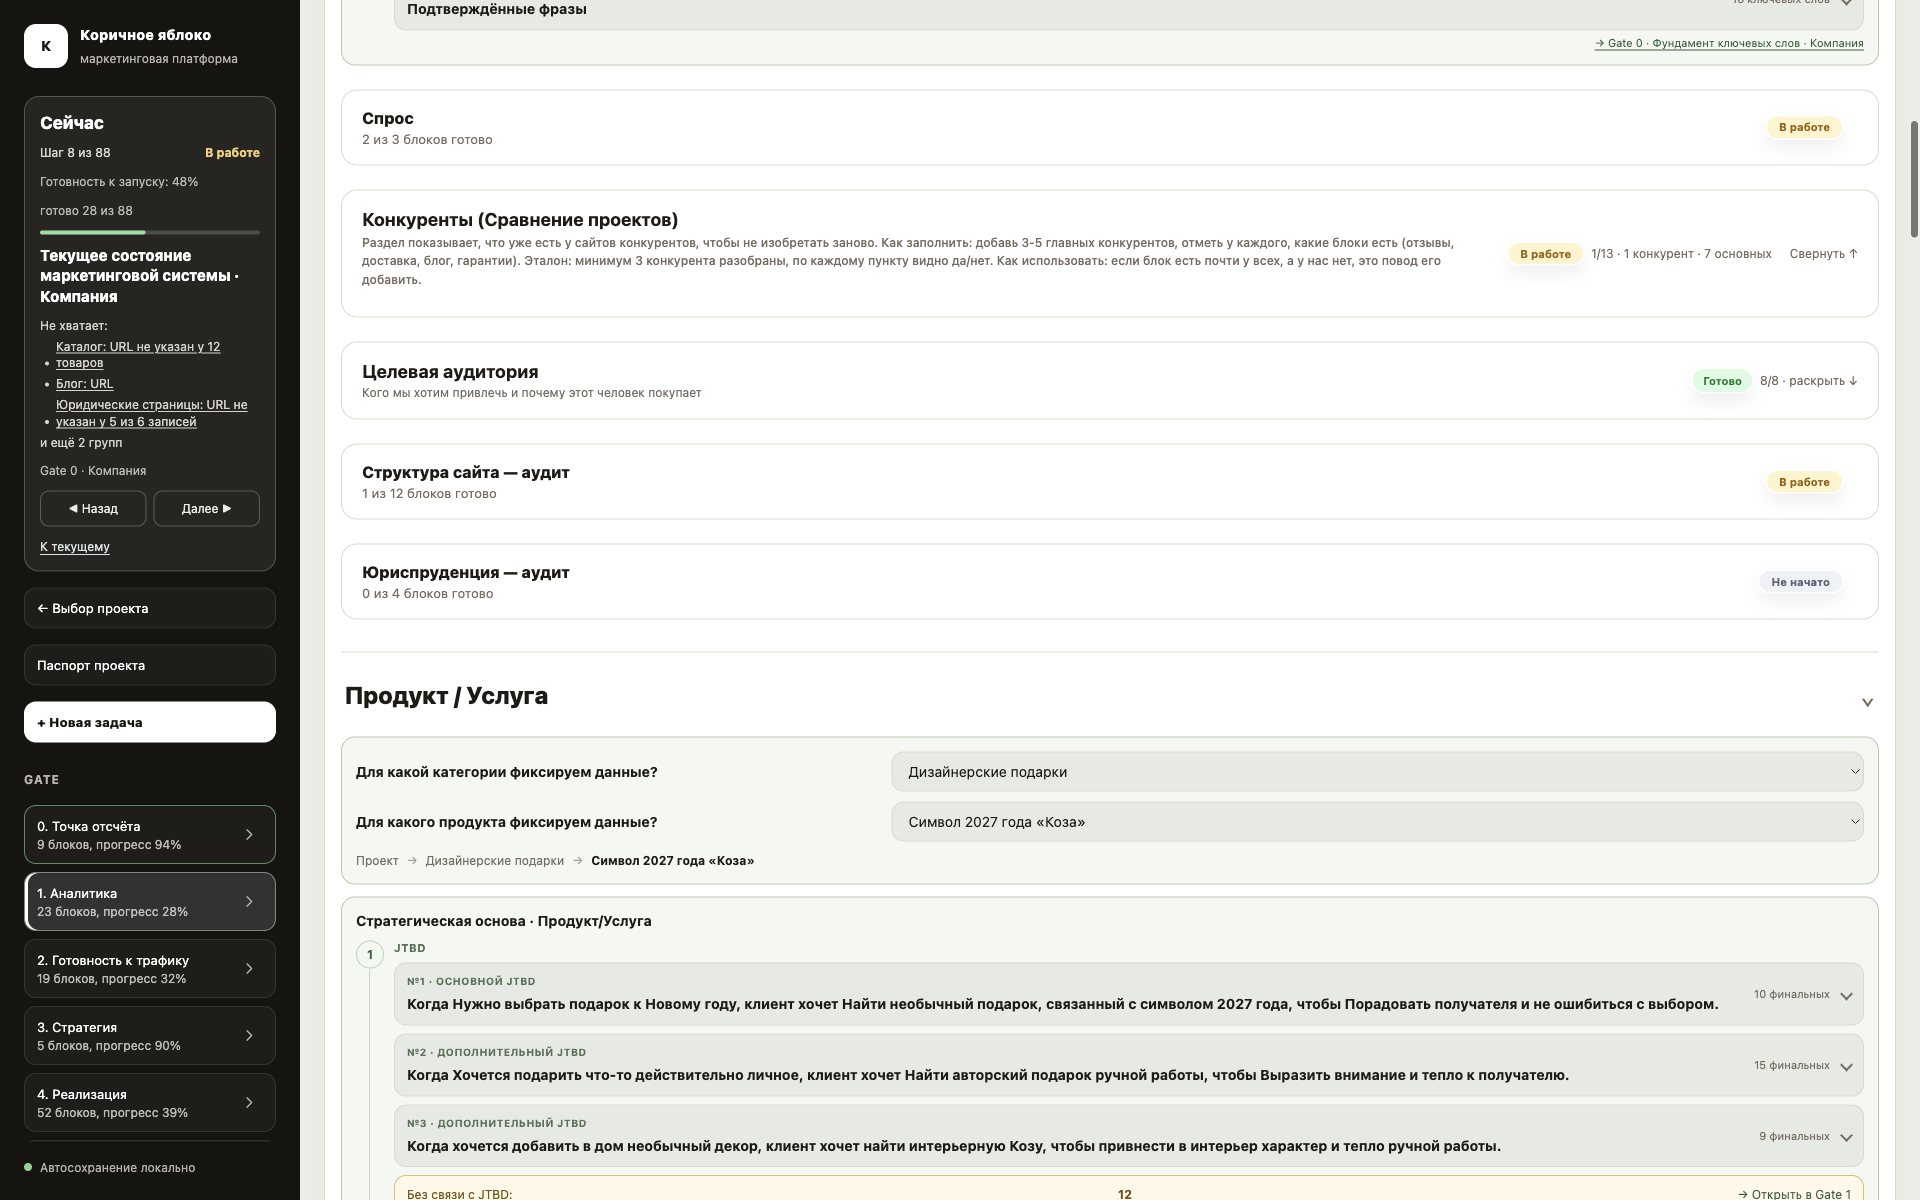 К
Коричное яблоко
маркетинговая платформа
Сейчас
Шаг 8 из 88
В работе
Готовность к запуску: 48%
готово 28 из 88
Текущее состояние
маркетинговой системы ·
Компания
Не хватает:
• Каталог: URL не указан у 12
товаров
• Блог: URL
• Юридические страницы: URL не
указан у 5 из 6 записей
и ещё 2 групп
Gate 0 · Компания
◀ Назад
Далее ▶
К текущему
← Выбор проекта
Паспорт проекта
+ Новая задача
GATE
0. Точка отсчёта
9 блоков, прогресс 94%
1. Аналитика
23 блоков, прогресс 28%
2. Готовность к трафику
19 блоков, прогресс 32%
3. Стратегия
5 блоков, прогресс 90%
4. Реализация
52 блоков, прогресс 39%
Автосохранение локально
Подтверждённые фразы
→ Gate 0 · Фундамент ключевых слов · Компания
Спрос
2 из 3 блоков готово
В работе
Конкуренты (Сравнение проектов)
Раздел показывает, что уже есть у сайтов конкурентов, чтобы не изобретать заново. Как заполнить: добавь 3-5 главных конкурентов, отметь у каждого, какие блоки есть (отзывы,
доставка, блог, гарантии). Эталон: минимум 3 конкурента разобраны, по каждому пункту видно да/нет. Как использовать: если блок есть почти у всех, а у нас нет, это повод его
добавить.
В работе
1/13 · 1 конкурент · 7 основных
Свернуть ↑
Целевая аудитория
Кого мы хотим привлечь и почему этот человек покупает
Готово
8/8 · раскрыть ↓
Структура сайта — аудит
1 из 12 блоков готово
В работе
Юриспруденция — аудит
0 из 4 блоков готово
Не начато
Продукт / Услуга
Для какой категории фиксируем данные?
Дизайнерские подарки
Для какого продукта фиксируем данные?
Символ 2027 года «Коза»
Проект → Дизайнерские подарки → Символ 2027 года «Коза»
Стратегическая основа · Продукт/Услуга
1
JTBD
№1 · ОСНОВНОЙ JTBD
Когда Нужно выбрать подарок к Новому году, клиент хочет Найти необычный подарок, связанный с символом 2027 года, чтобы Порадовать получателя и не ошибиться с выбором.
10 финальных
№2 · ДОПОЛНИТЕЛЬНЫЙ JTBD
Когда Хочется подарить что-то действительно личное, клиент хочет Найти авторский подарок ручной работы, чтобы Выразить внимание и тепло к получателю.
15 финальных
№3 · ДОПОЛНИТЕЛЬНЫЙ JTBD
Когда хочется добавить в дом необычный декор, клиент хочет найти интерьерную Козу, чтобы привнести в интерьер характер и тепло ручной работы.
9 финальных
Без связи с JTBD:
12
→ Открыть в Gate 1